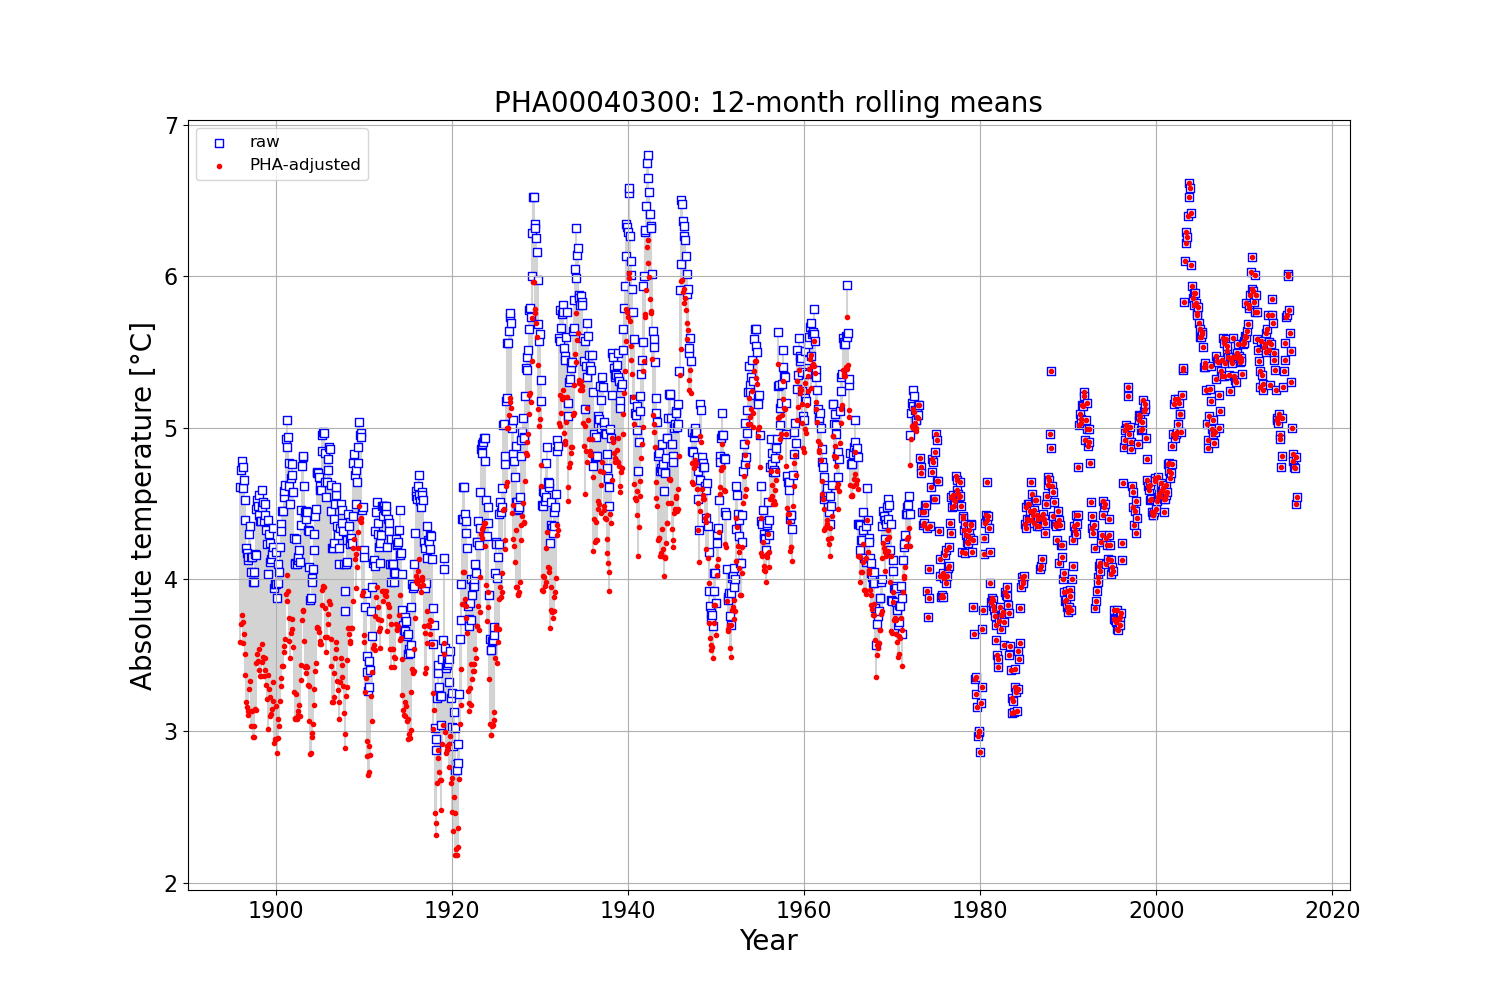 PHA00040300: 12-month rolling means
raw
PHA-adjusted
Absolute temperature [°C]
7
6
5
4
3
2
1900
1920
1940
1960
1980
2000
2020
Year